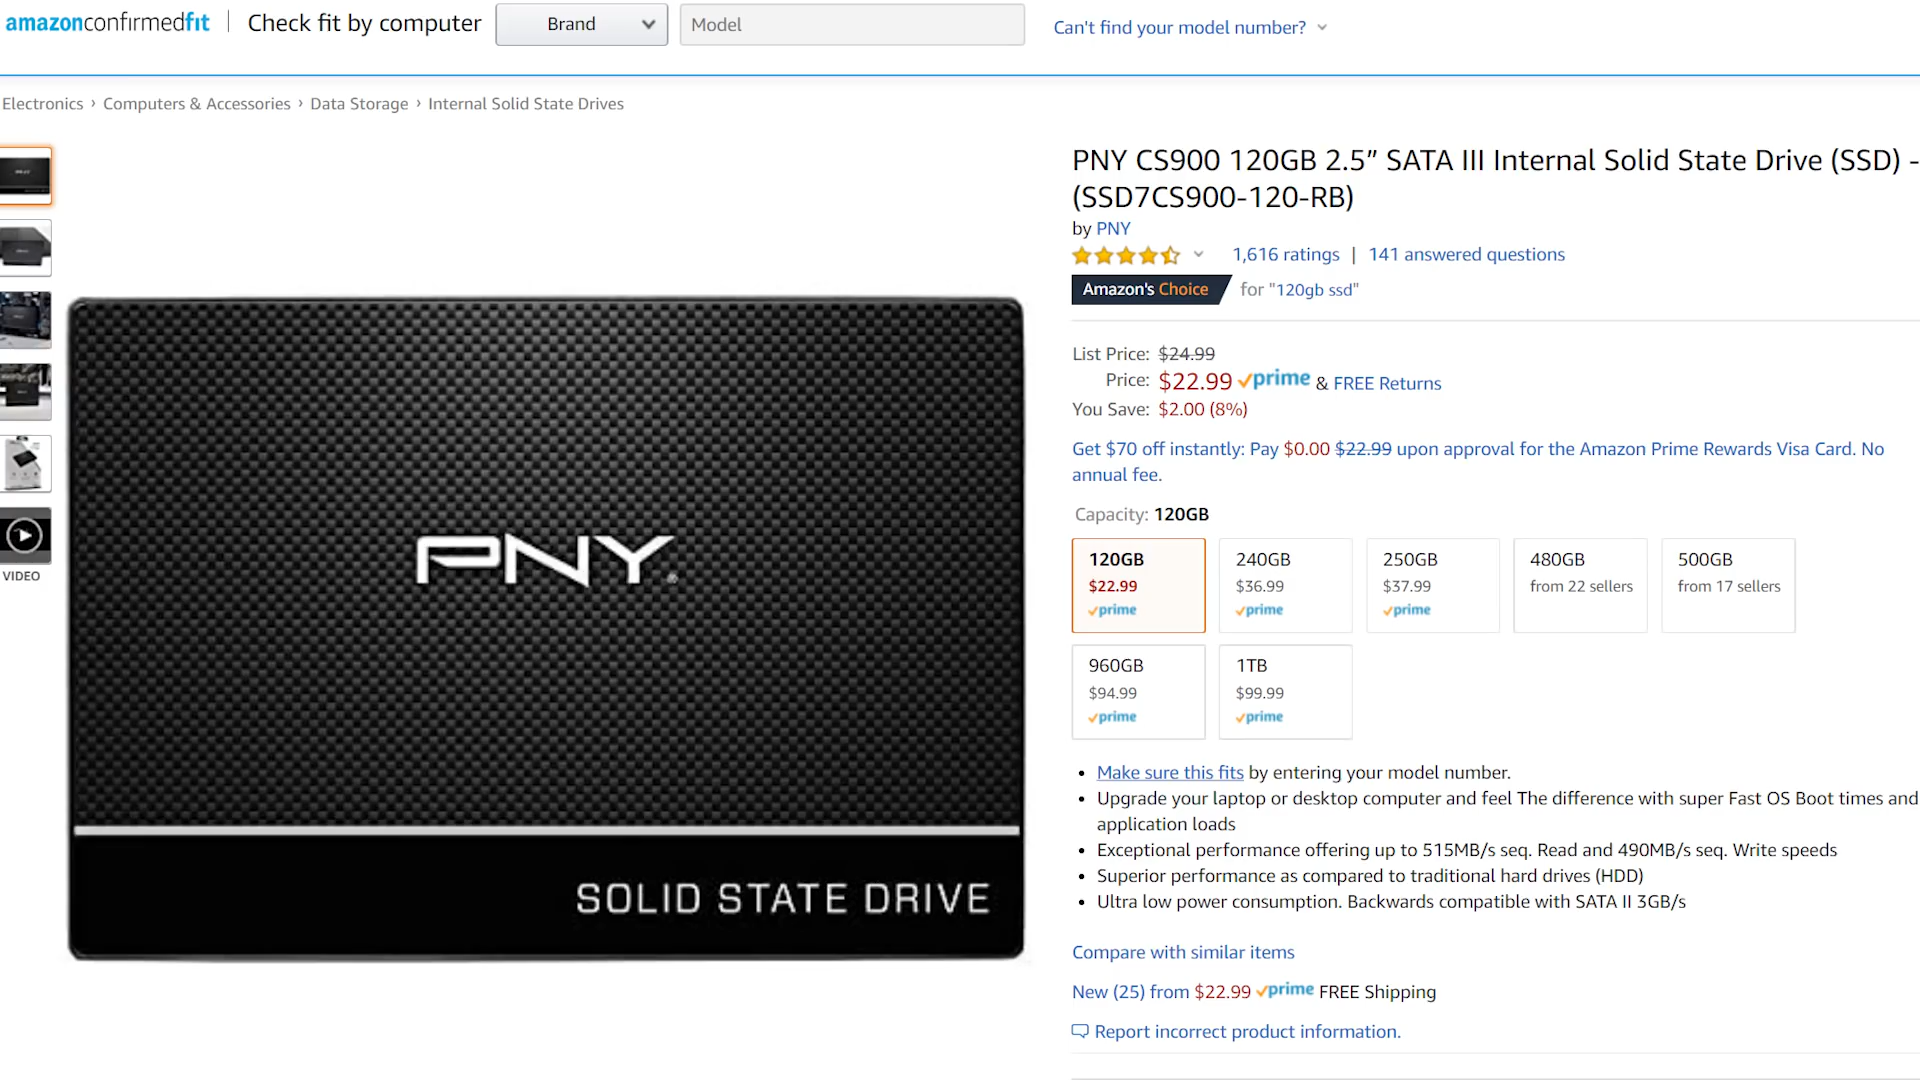 amazonconfirmedfit | Check fit by computer Brand Model Can't find your model number?
Electronics › Computers & Accessories › Data Storage › Internal Solid State Drives
PNY CS900 120GB 2.5” SATA III Internal Solid State Drive (SSD) -
(SSD7CS900-120-RB)
by PNY
1,616 ratings | 141 answered questions
Amazon's Choice for "120gb ssd"
List Price: $24.99
Price: $22.99 prime & FREE Returns
You Save: $2.00 (8%)
Get $70 off instantly: Pay $0.00 $22.99 upon approval for the Amazon Prime Rewards Visa Card. No
annual fee.
Capacity: 120GB
120GB 240GB 250GB 480GB 500GB
$22.99 $36.99 $37.99 from 22 sellers from 17 sellers
prime prime prime
960GB 1TB
$94.99 $99.99
prime prime
• Make sure this fits by entering your model number.
• Upgrade your laptop or desktop computer and feel The difference with super Fast OS Boot times and
application loads
• Exceptional performance offering up to 515MB/s seq. Read and 490MB/s seq. Write speeds
• Superior performance as compared to traditional hard drives (HDD)
• Ultra low power consumption. Backwards compatible with SATA II 3GB/s
Compare with similar items
New (25) from $22.99 prime FREE Shipping
Report incorrect product information.
VIDEO
PNY®
SOLID STATE DRIVE